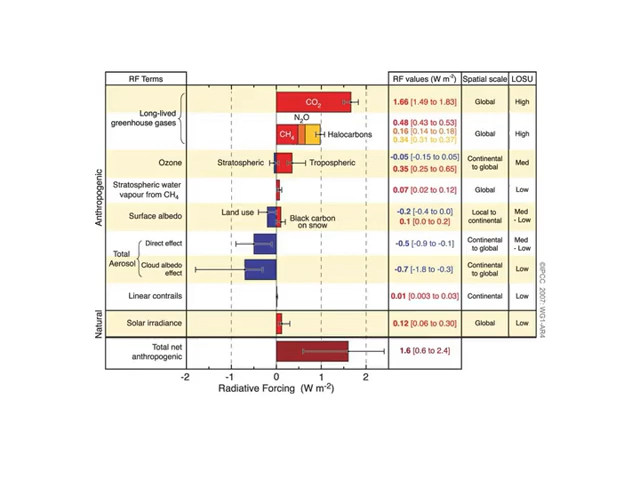 RF Terms
RF values (W m-2)
Spatial scale
LOSU
Anthropogenic
Long-lived
greenhouse gases
CO2
1.66 [1.49 to 1.83]
Global
High
N2O
CH4
Halocarbons
0.48 [0.43 to 0.53]
0.16 [0.14 to 0.18]
0.34 [0.31 to 0.37]
Global
High
Ozone
Stratospheric
Tropospheric
-0.05 [-0.15 to 0.05]
0.35 [0.25 to 0.65]
Continental
to global
Med
Stratospheric water
vapour from CH4
0.07 [0.02 to 0.12]
Global
Low
Surface albedo
Land use
Black carbon
on snow
-0.2 [-0.4 to 0.0]
0.1 [0.0 to 0.2]
Local to
continental
Med
- Low
Total
Aerosol
Direct effect
-0.5 [-0.9 to -0.1]
Continental
to global
Med
- Low
Cloud albedo
effect
-0.7 [-1.8 to -0.3]
Continental
to global
Low
Linear contrails
0.01 [0.003 to 0.03]
Continental
Low
Natural
Solar irradiance
0.12 [0.06 to 0.30]
Global
Low
Total net
anthropogenic
1.6 [0.6 to 2.4]
-2 -1 0 1 2
Radiative Forcing (W m-2)
©IPCC 2007: WG1-AR4